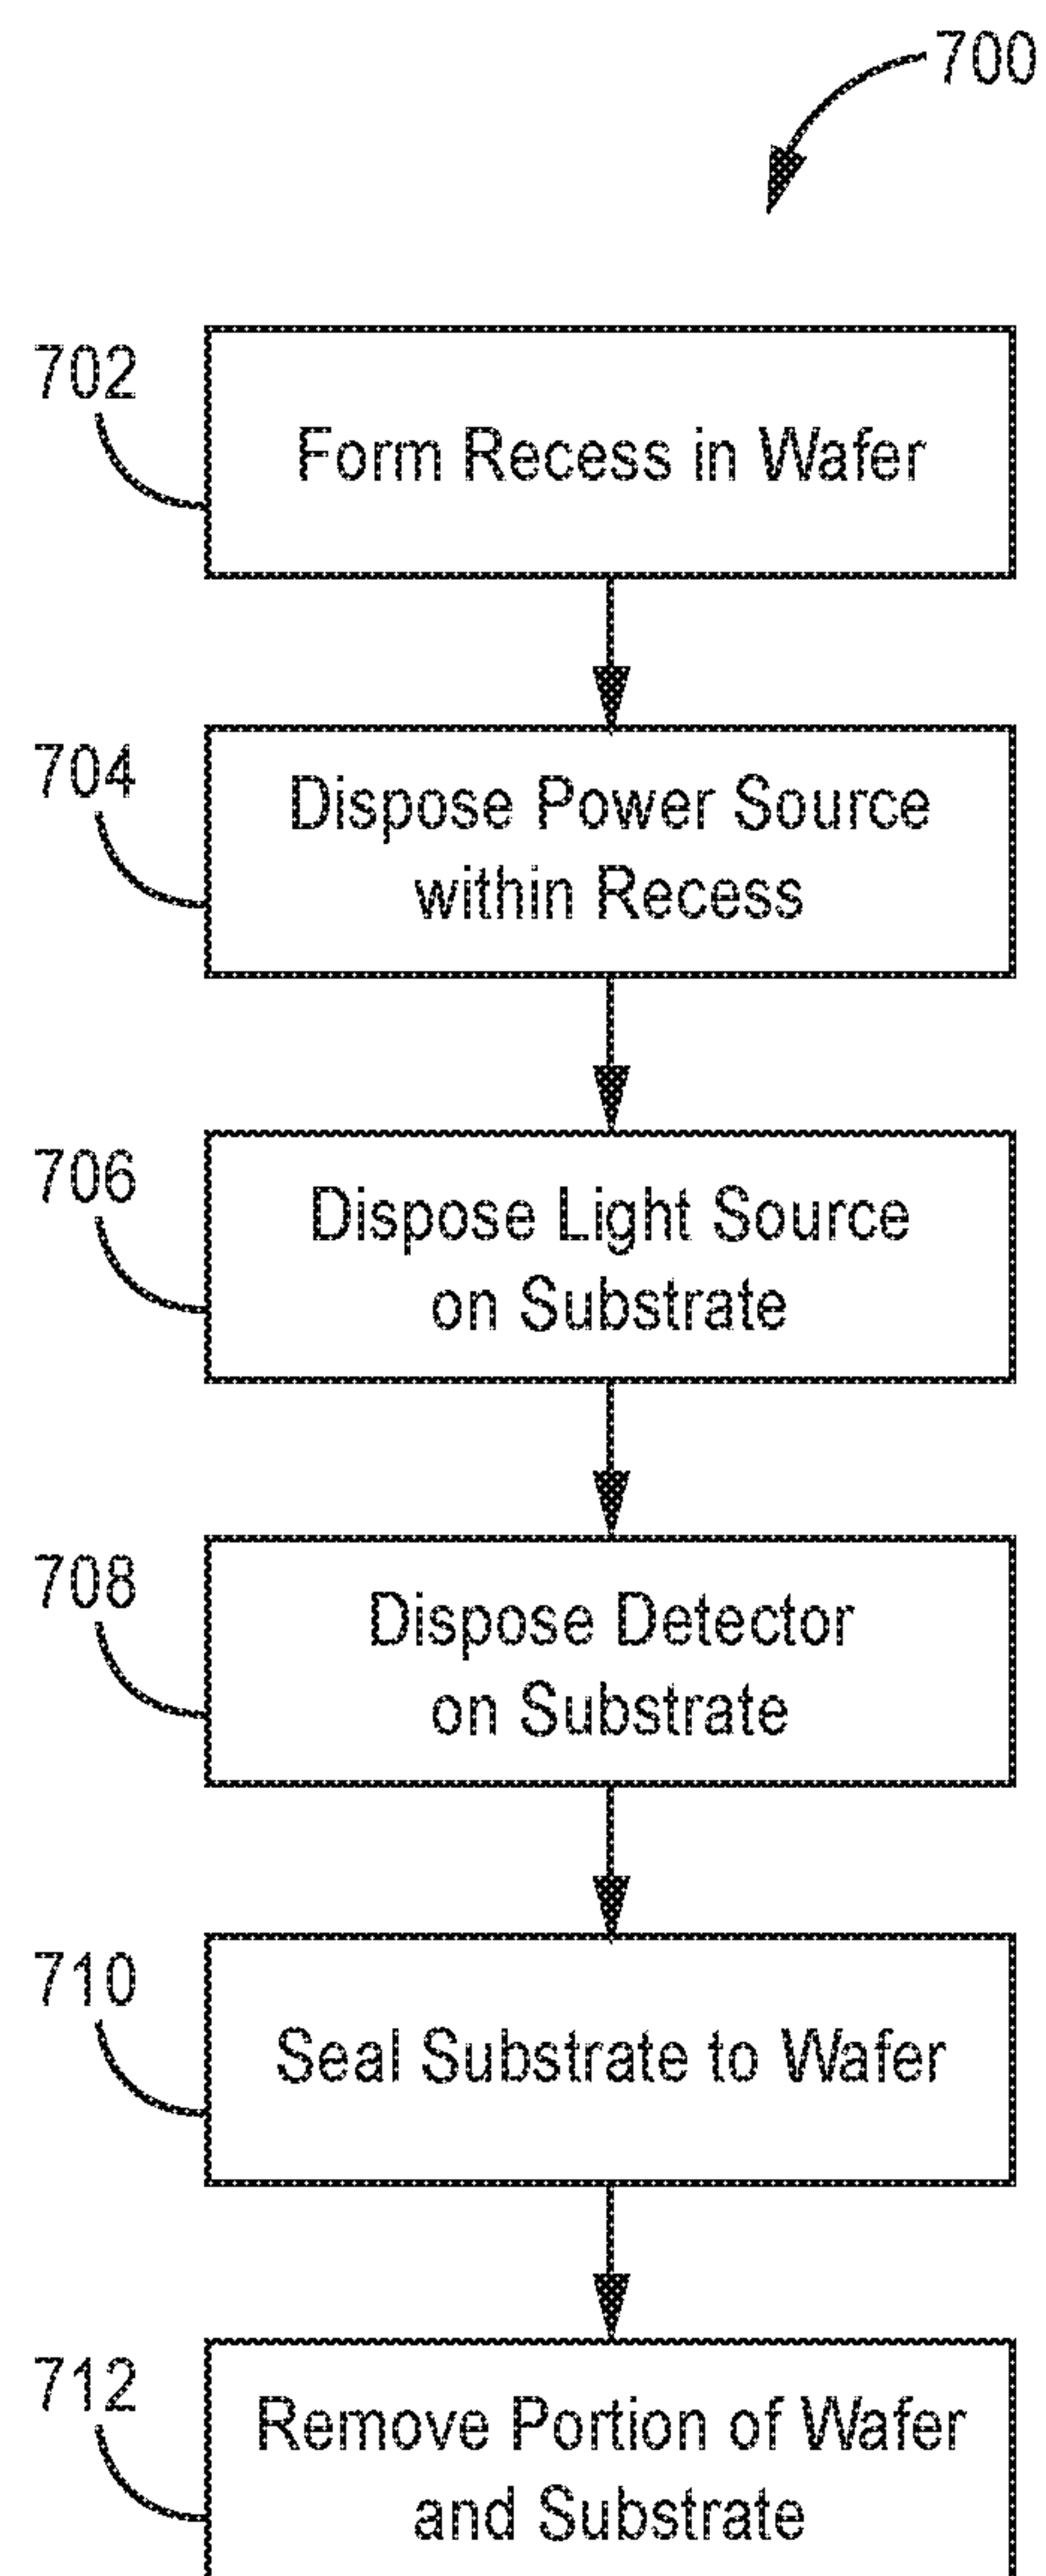 700
702
Form Recess in Wafer
704
Dispose Power Source
within Recess
706
Dispose Light Source
on Substrate
708
Dispose Detector
on Substrate
710
Seal Substrate to Wafer
712
Remove Portion of Wafer
and Substrate